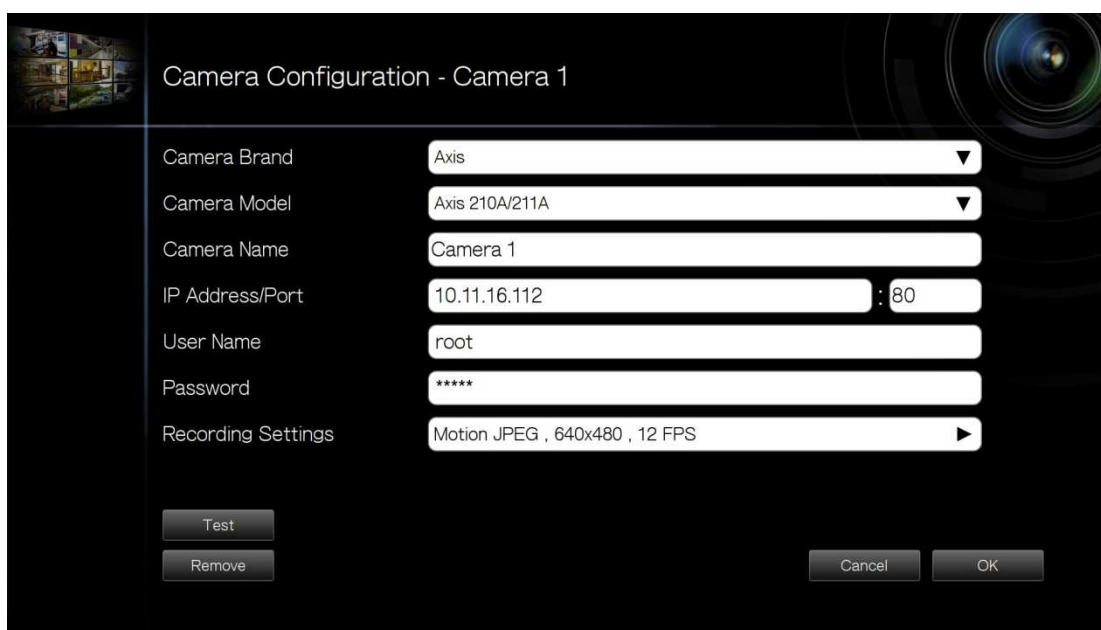 Camera Configuration - Camera 1
Camera Brand Axis ▼
Camera Model Axis 210A/211A ▼
Camera Name Camera 1
IP Address/Port 10.11.16.112 : 80
User Name root
Password *****
Recording Settings Motion JPEG , 640x480 , 12 FPS ►
Test
Remove Cancel OK